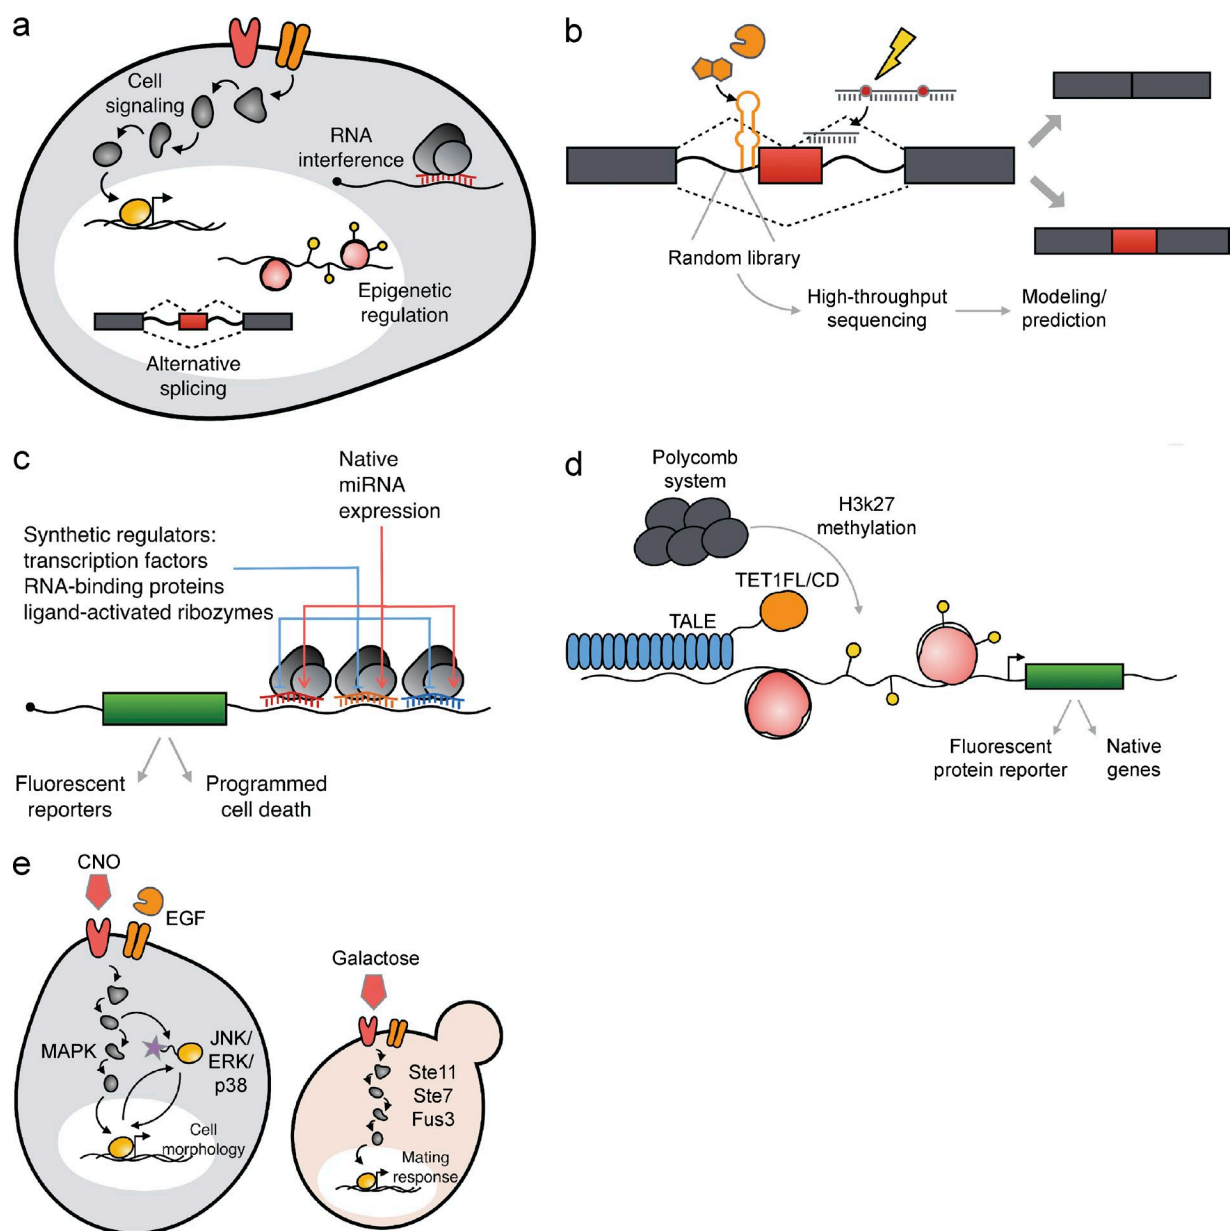 a
Cell
signaling
RNA
interference
Epigenetic
regulation
Alternative
splicing
b
Random library
High-throughput
sequencing
Modeling/
prediction
c
Native
miRNA
expression
Synthetic regulators:
transcription factors
RNA-binding proteins
ligand-activated ribozymes
Fluorescent
reporters
Programmed
cell death
d
Polycomb
system
H3k27
methylation
TET1FL/CD
TALE
Fluorescent
protein reporter
Native
genes
e
CNO
EGF
MAPK
JNK/
ERK/
p38
Cell
morphology
Galactose
Ste11
Ste7
Fus3
Mating
response